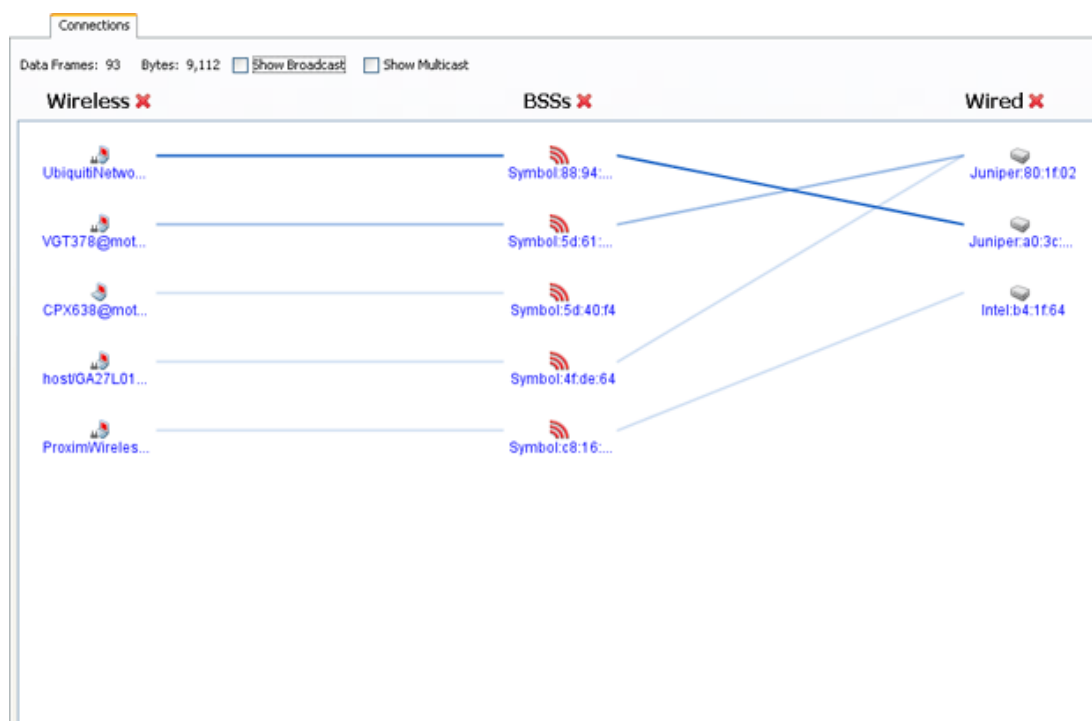 Connections
Data Frames: 93 Bytes: 9,112 Show Broadcast Show Multicast
Wireless BSSs Wired
UbiquitiNetwo... Symbol:88:94:... Juniper:80:1f:02
VGT378@mot... Symbol:5d:61:... Juniper:a0:3c:...
CPX638@mot... Symbol:5d:40:f4 Intel:b4:1f:64
host/GA27L01... Symbol:4f:de:64
ProximWireles... Symbol:c8:16:...